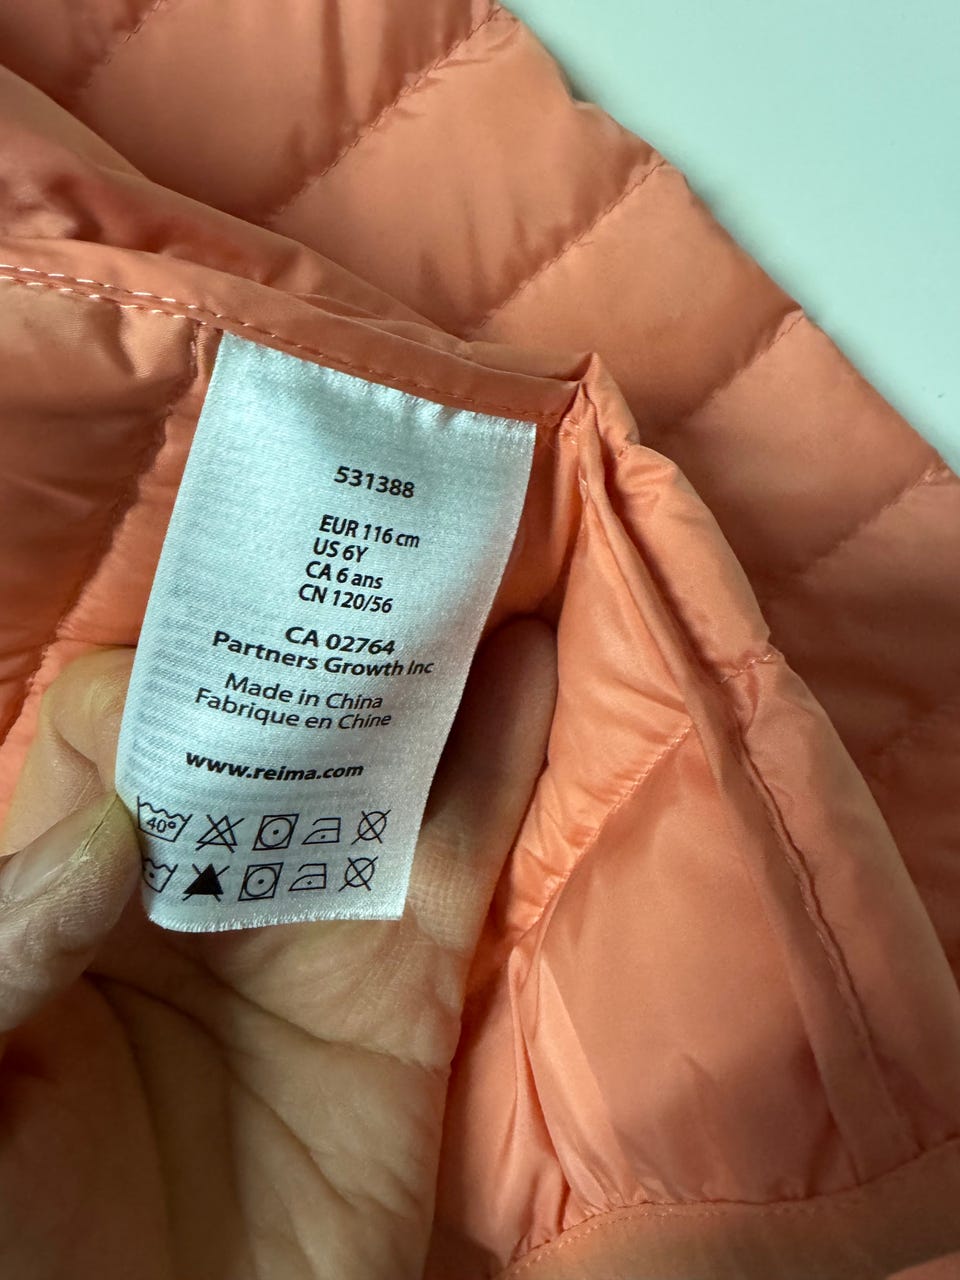 531388
EUR 116 cm
US 6Y
CA 6 ans
CN 120/56
CA 02764
Partners Growth Inc
Made in China
Fabrique en Chine
www.reima.com
40°